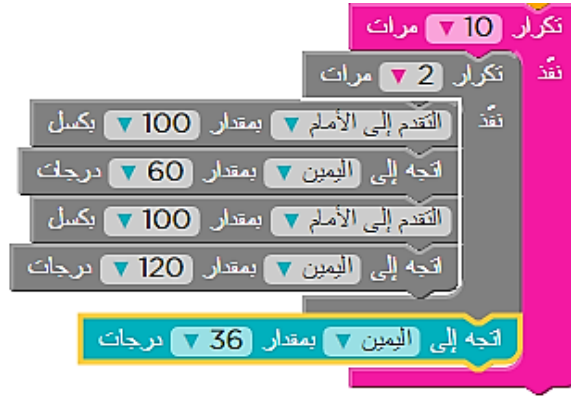 تكرار 10 مرات
نفّذ تكرار 2 مرات
نفّذ التقدم إلى الأمام بمقدار 100 بكسل
اتجه إلى اليمين بمقدار 60 درجات
التقدم إلى الأمام بمقدار 100 بكسل
اتجه إلى اليمين بمقدار 120 درجات
اتجه إلى اليمين بمقدار 36 درجات